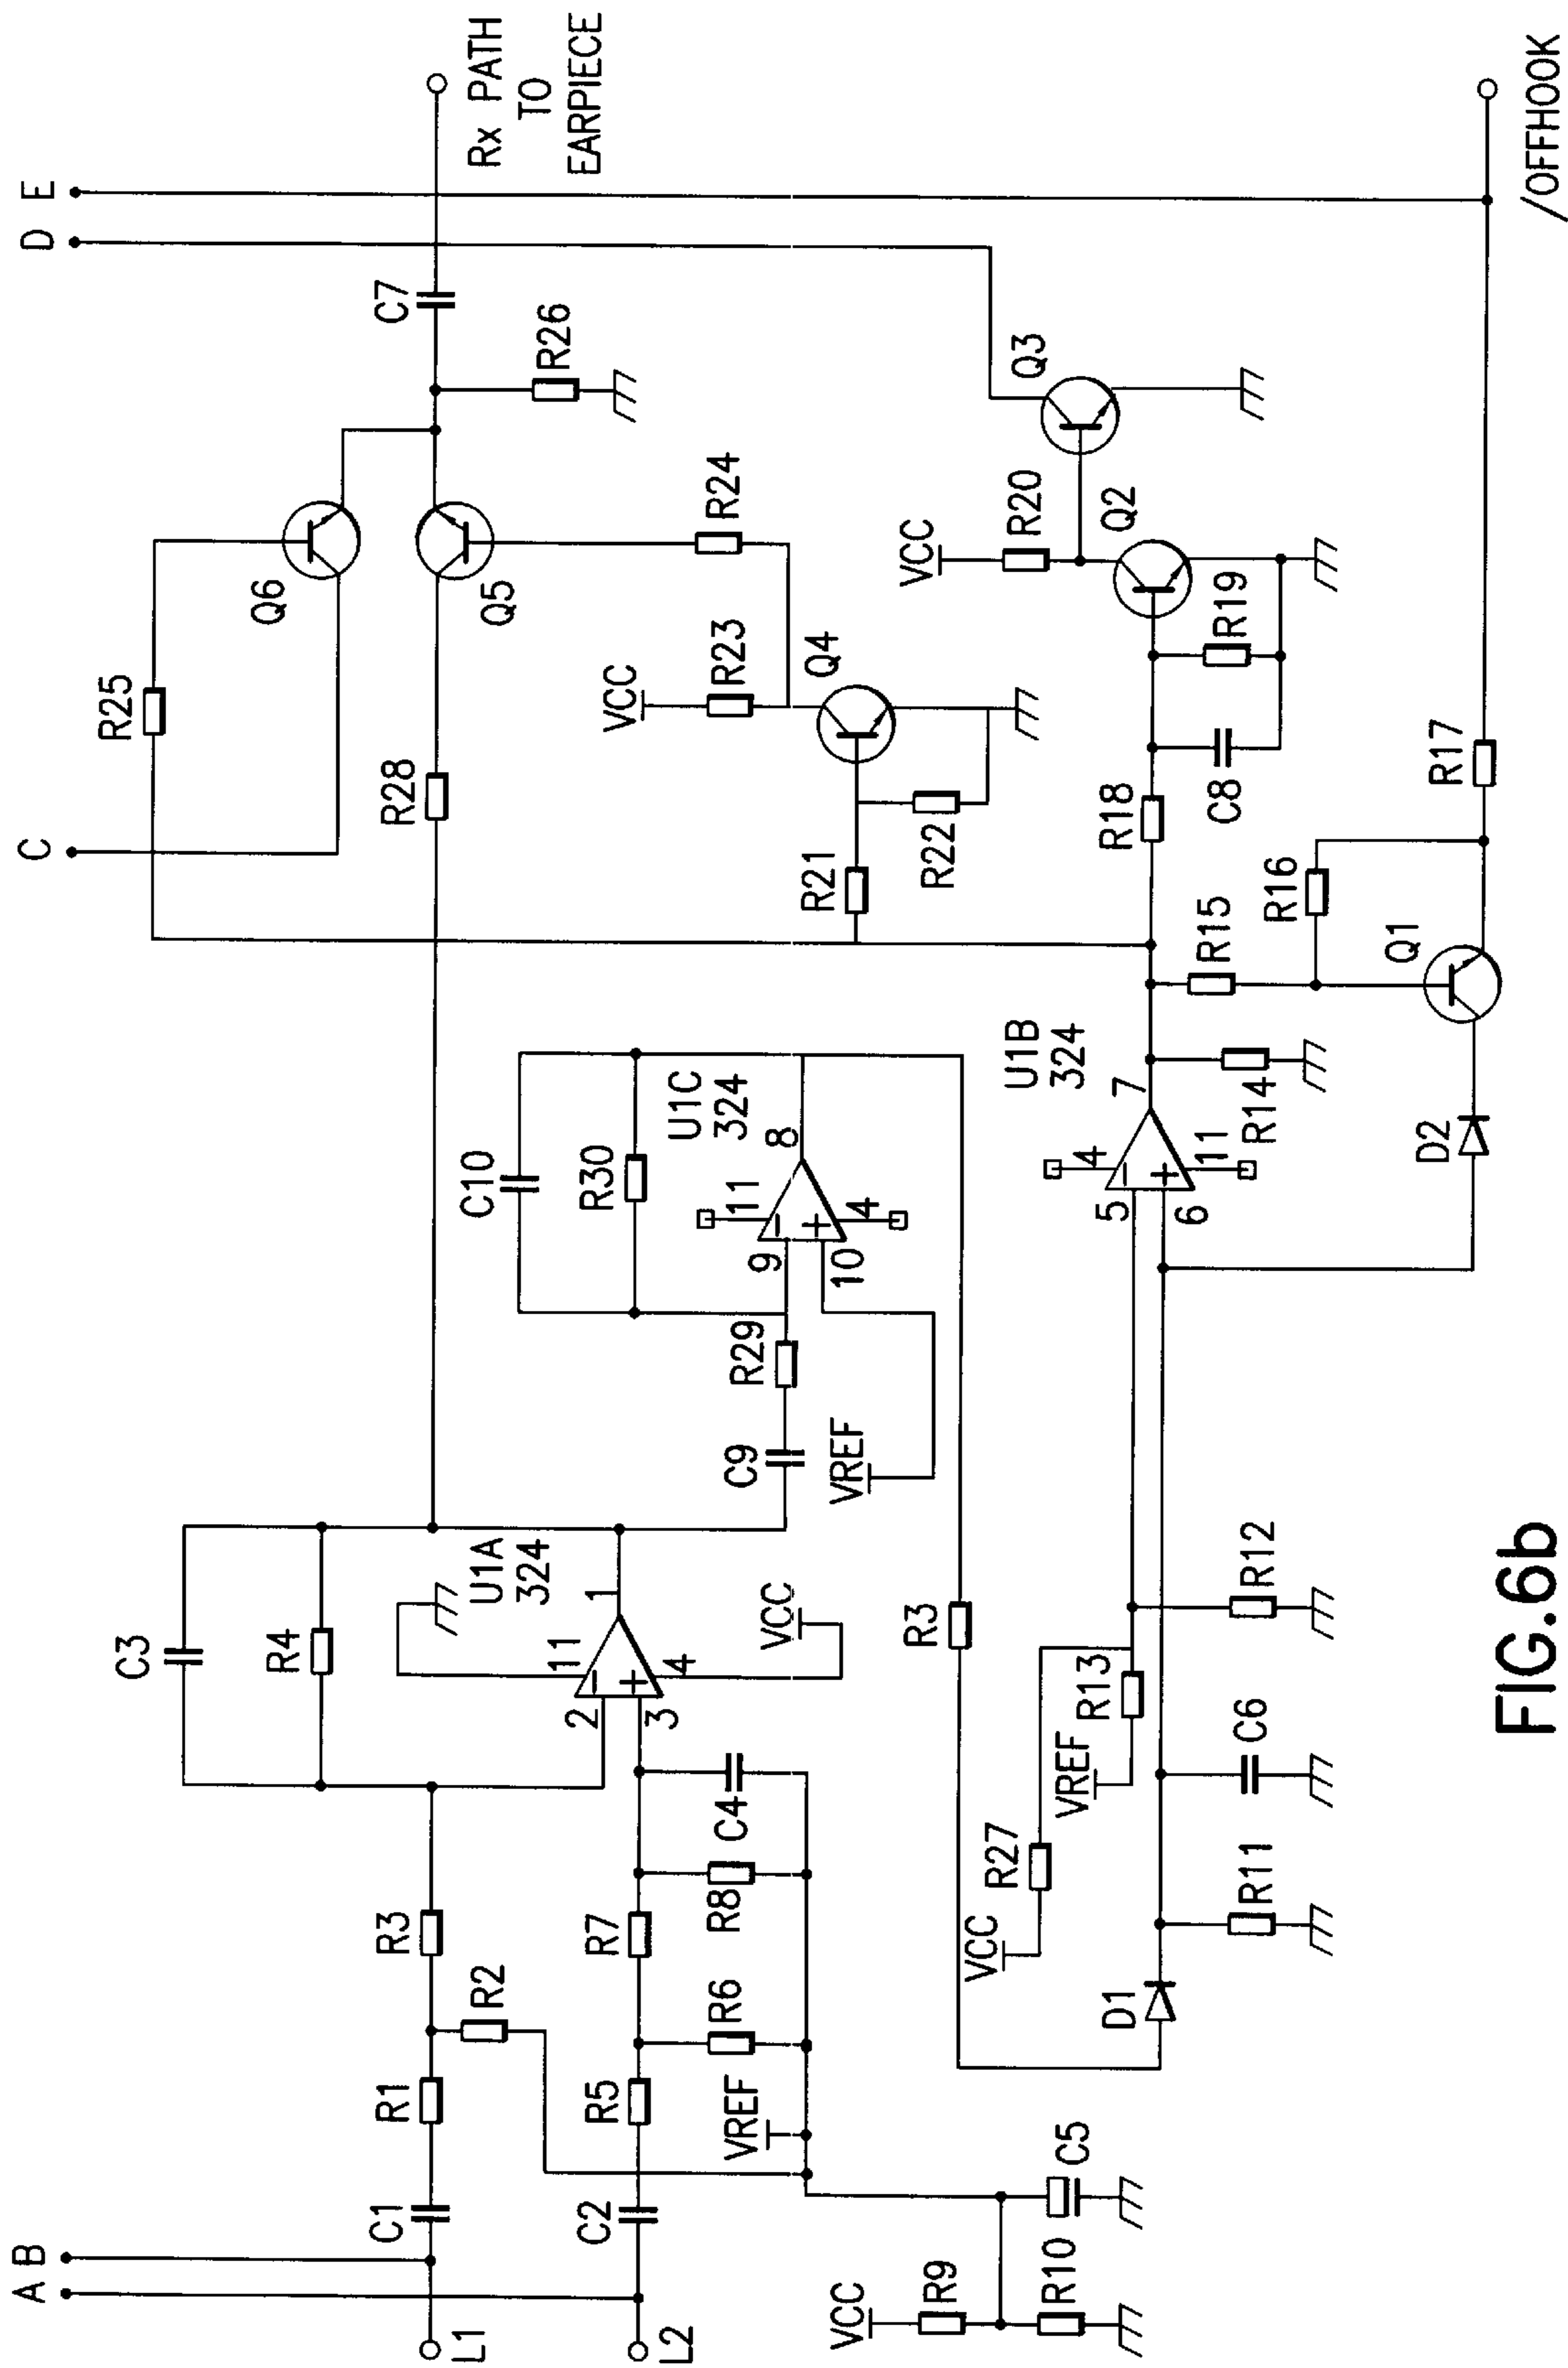 A B
C
D E
L1
L2
C1
R1
R3
R2
C3
R4
U1A
324
2
3
11
4
1
VCC
C2
R5
R6
R7
R8
C4
VREF
VCC
R9
R10
C5
C9
R29
VREF
C10
R30
U1C
324
9
10
11
4
8
R3
R28
R25
Q6
Q5
C7
R26
Rx PATH
TO
EARPIECE
VCC
R23
R24
Q4
R21
R22
D1
R11
C6
R27
VCC
VREF
R13
R12
U1B
324
5
6
4
11
7
R14
R15
R16
Q1
D2
R17
R18
C8
R19
VCC
R20
Q2
Q3
/OFFHOOK
FIG.6b